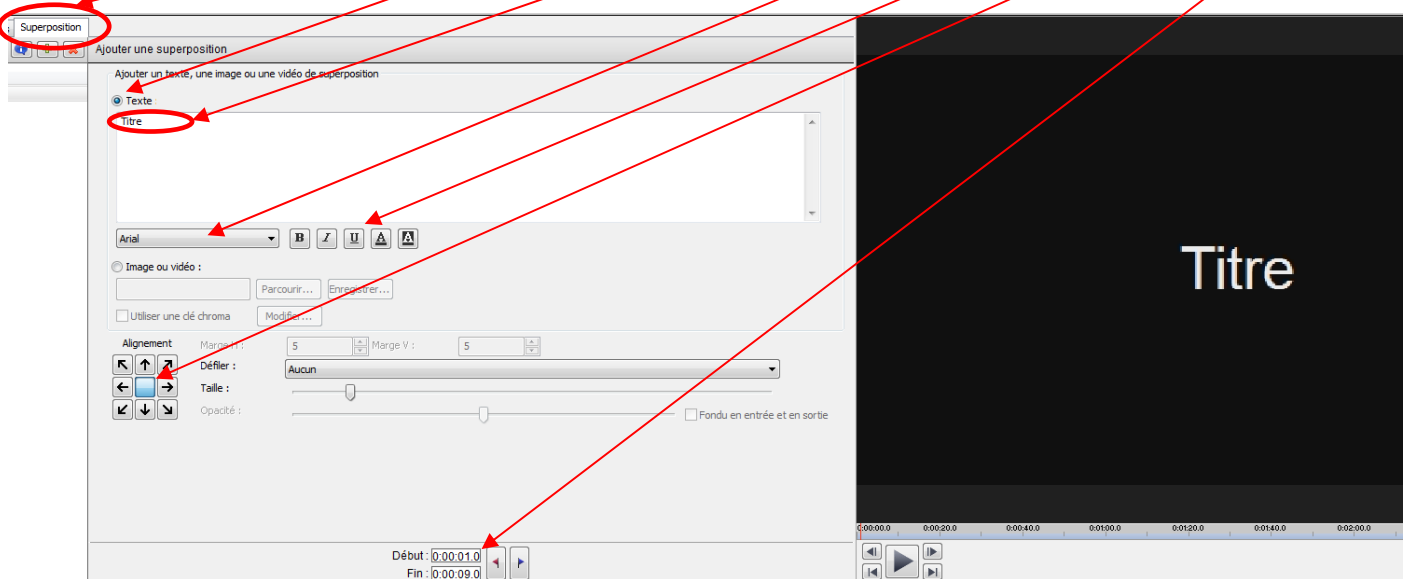 Superposition
Ajouter une superposition
Ajouter un texte, une image ou une vidéo de superposition
Texte
Titre
Arial
B I U A A
Image ou vidéo :
Parcourir... Enregistrer...
Utiliser une clé chroma Modifier...
Alignement Marge H : 5 Marge V : 5
Défiler : Aucun
Taille :
Opacité : Fondu en entrée et en sortie
Début : 0:00:01.0
Fin : 0:00:09.0
Titre
0:00:00.0 0:00:20.0 0:00:40.0 0:01:00.0 0:01:20.0 0:01:40.0 0:02:00.0